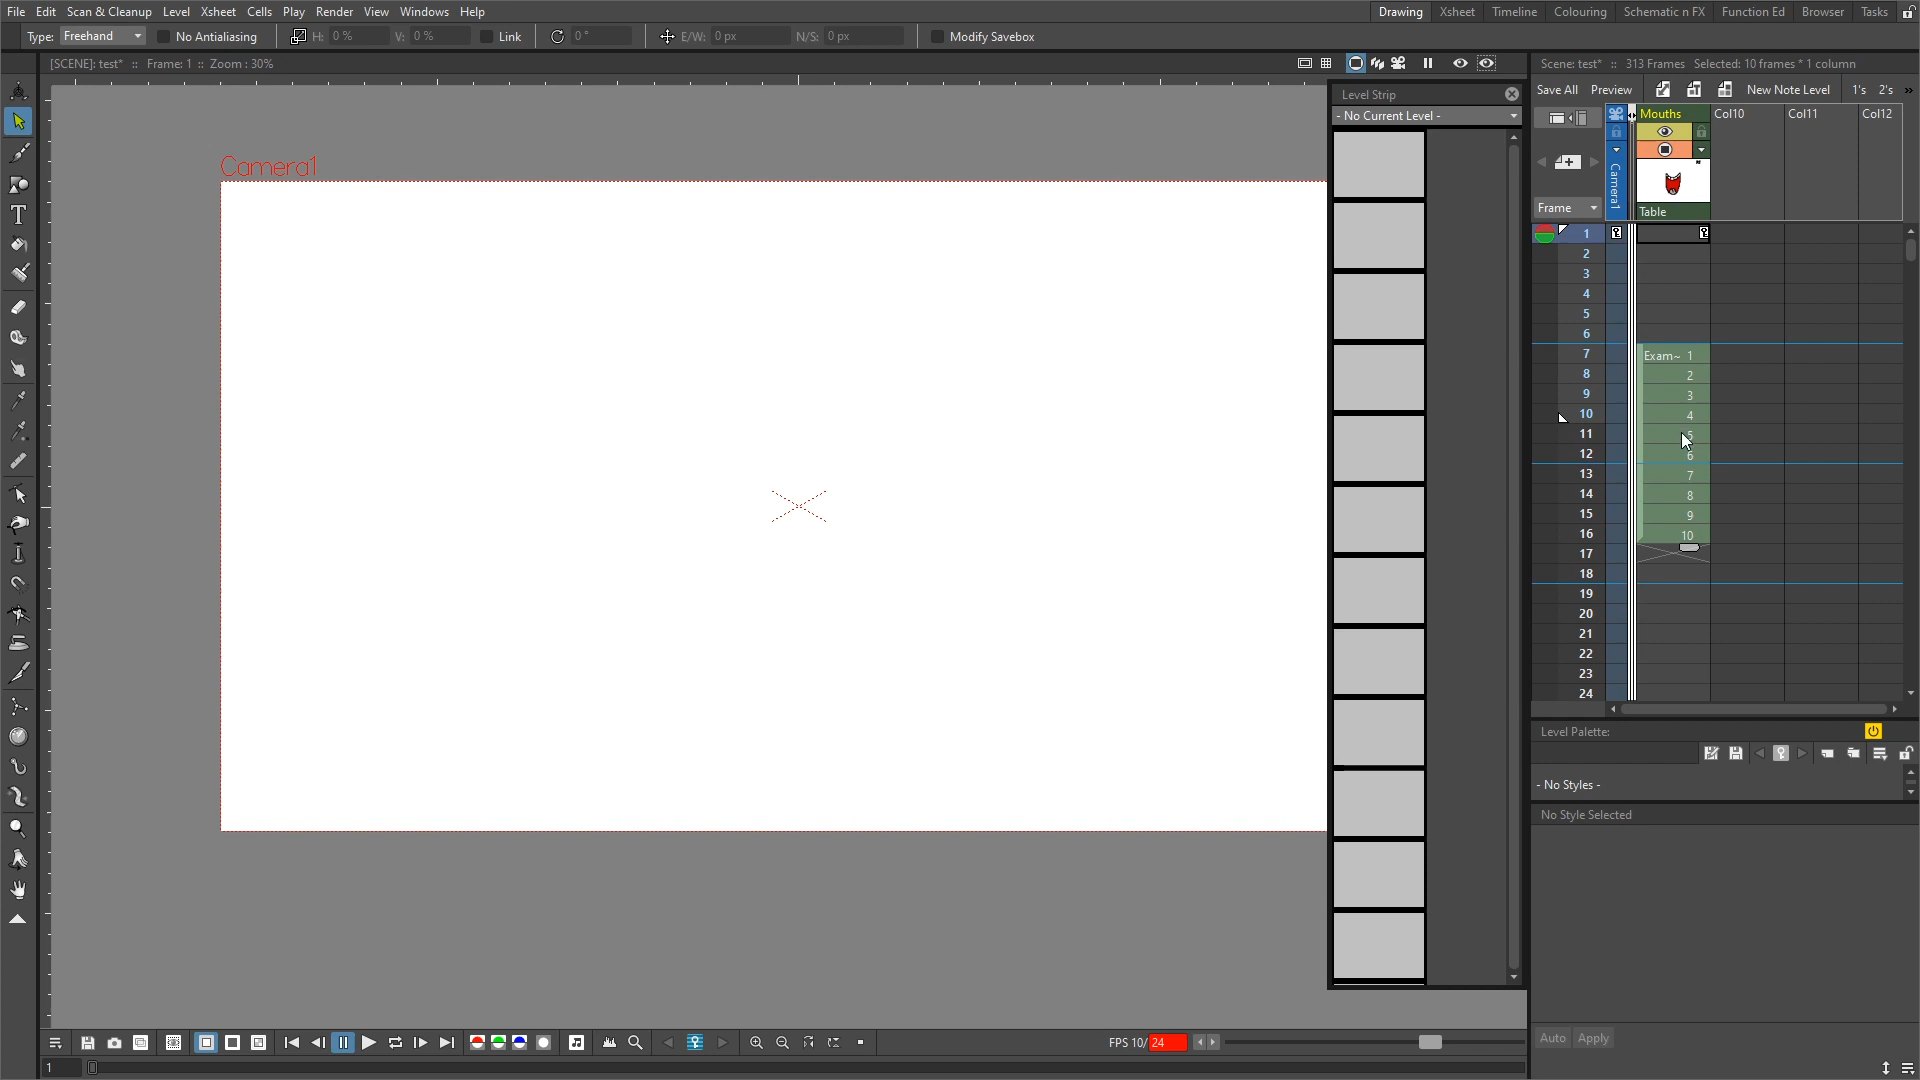 File Edit Scan & Cleanup Level Xsheet Cells Play Render View Windows Help
Drawing Xsheet Timeline Colouring Schematic n FX Function Ed Browser Tasks
Type: Freehand No Antialiasing H: 0 % V: 0 % Link 0 ° E/W: 0 px N/S: 0 px Modify Savebox
[SCENE]: test* :: Frame: 1 :: Zoom : 30%
Scene: test* :: 313 Frames Selected: 10 frames * 1 column
Save All Preview New Note Level 1's 2's »
Level Strip
- No Current Level -
Camera1
Mouths Col10 Col11 Col12
Camera1
Frame
Table
1
2
3
4
5
6
7 Exam~ 1
8 2
9 3
10 4
11 5
12 6
13 7
14 8
15 9
16 10
17
18
19
20
21
22
23
24
Level Palette:
- No Styles -
No Style Selected
Auto Apply
FPS 10/ 24
1